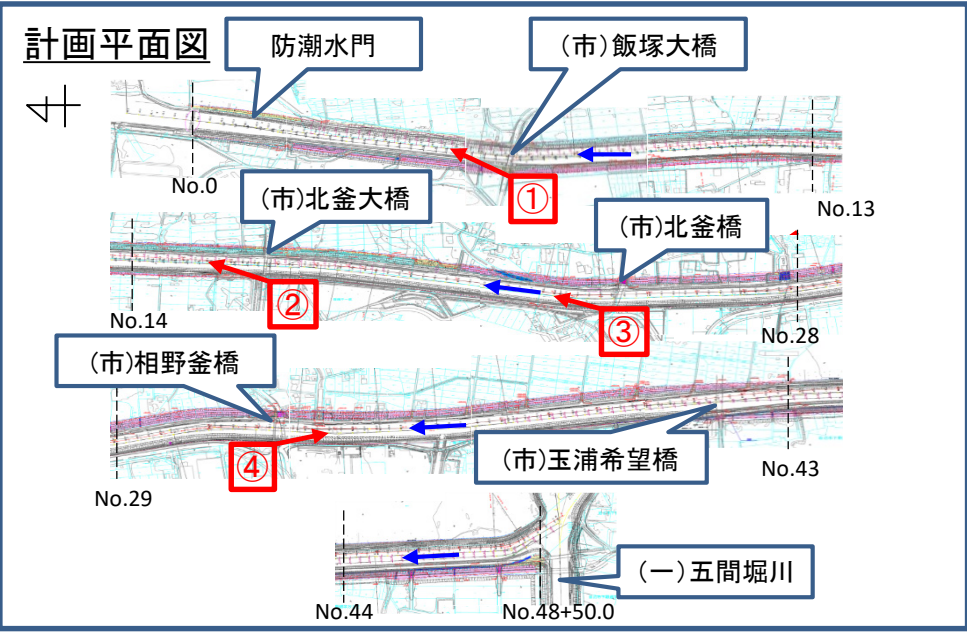 計画平面図
防潮水門
(市)飯塚大橋
No.0
①
No.13
(市)北釜大橋
(市)北釜橋
②
③
No.14
No.28
(市)相野釜橋
④
(市)玉浦希望橋
No.29
No.43
(一)五間堀川
No.44
No.48+50.0